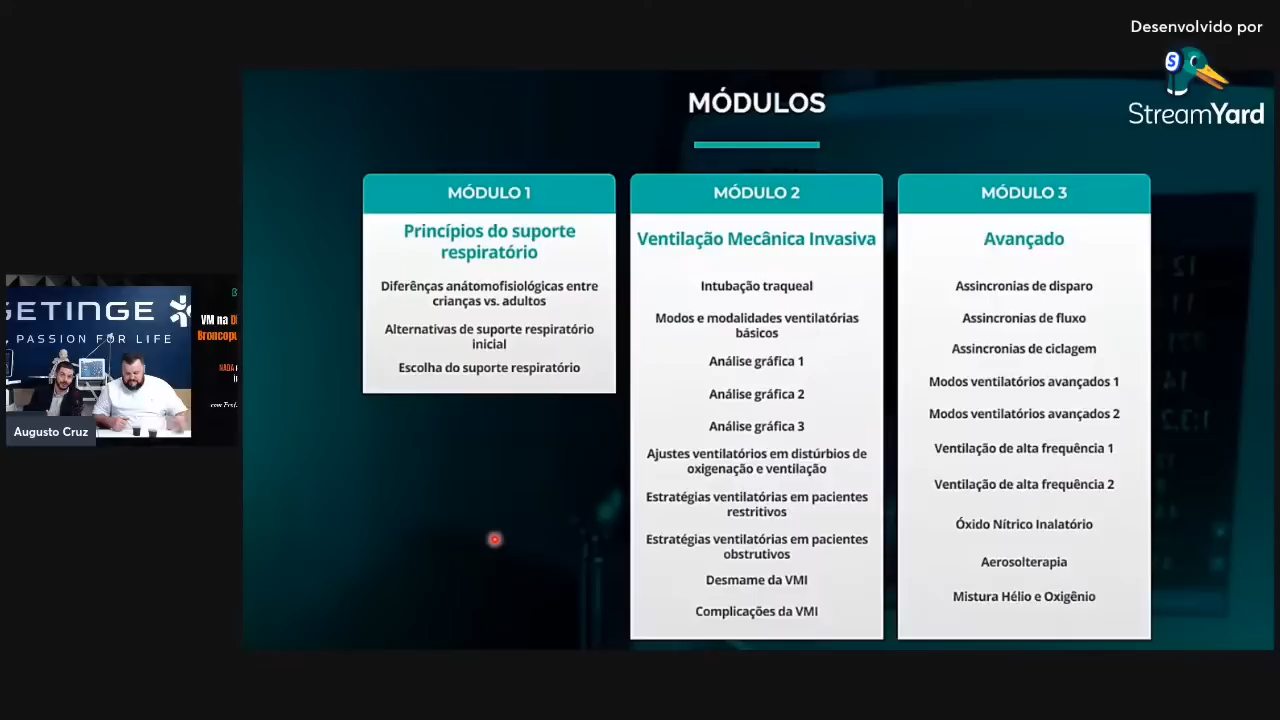 Desenvolvido por
StreamYard
MÓDULOS
MÓDULO 1
Princípios do suporte
respiratório
Diferênças anátomofisiológicas entre
crianças vs. adultos
Alternativas de suporte respiratório
inicial
Escolha do suporte respiratório
MÓDULO 2
Ventilação Mecânica Invasiva
Intubação traqueal
Modos e modalidades ventilatórias
básicos
Análise gráfica 1
Análise gráfica 2
Análise gráfica 3
Ajustes ventilatórios em distúrbios de
oxigenação e ventilação
Estratégias ventilatórias em pacientes
restritivos
Estratégias ventilatórias em pacientes
obstrutivos
Desmame da VMI
Complicações da VMI
MÓDULO 3
Avançado
Assincronias de disparo
Assincronias de fluxo
Assincronias de ciclagem
Modos ventilatórios avançados 1
Modos ventilatórios avançados 2
Ventilação de alta frequência 1
Ventilação de alta frequência 2
Óxido Nitrico Inalatório
Aerosolterapia
Mistura Hélio e Oxigênio
GETINGE
PASSION FOR LIFE
VM na
Augusto Cruz